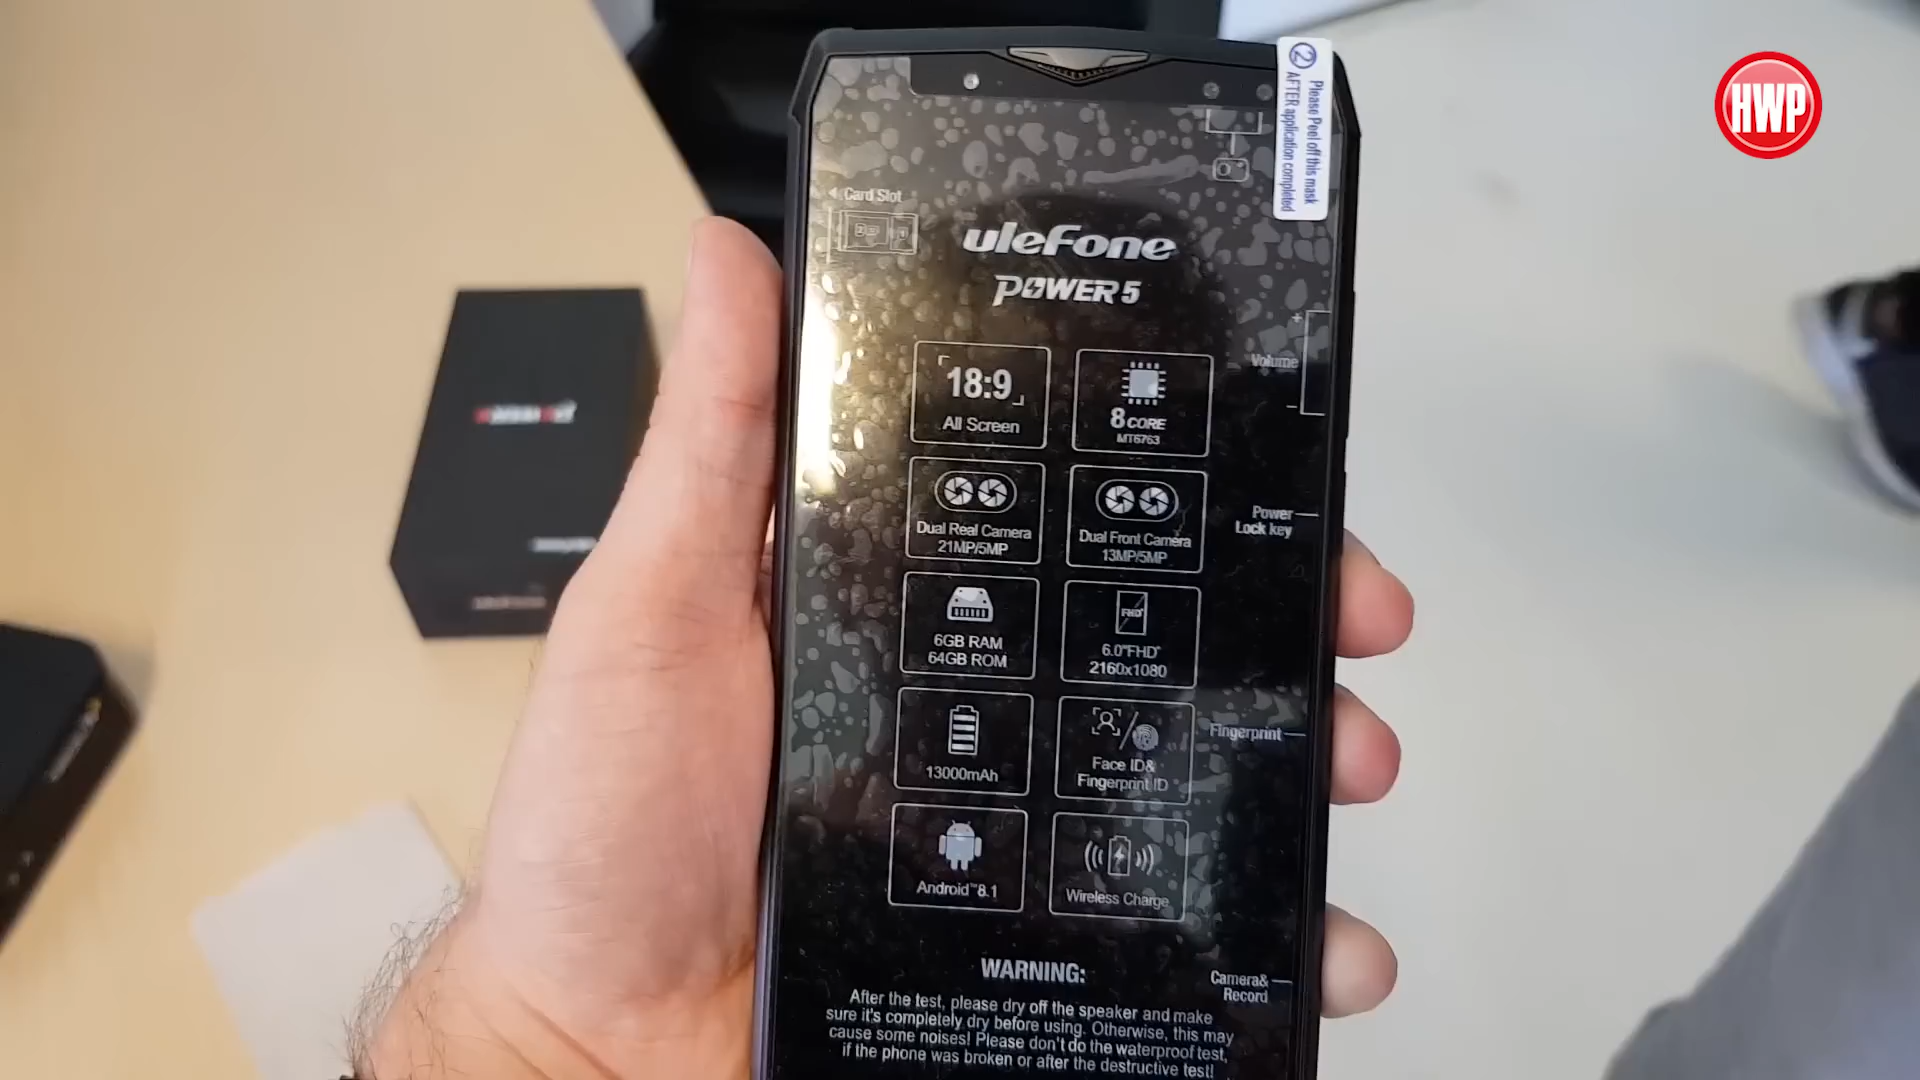 HWP
2
Please Peel off this mask
AFTER application completed
Card Slot
uleFone
POWER 5
18:9
All Screen
8 CORE
MT6763
Volume
+
-
Dual Real Camera
21MP/5MP
Dual Front Camera
13MP/5MP
Power
Lock key
6GB RAM
64GB ROM
FHD+
6.0"FHD+
2160x1080
13000mAh
Face ID&
Fingerprint ID
Fingerprint
Android™8.1
Wireless Charge
Camera&
Record
WARNING:
After the test, please dry off the speaker and make
sure it's completely dry before using. Otherwise, this may
cause some noises! Please don't do the waterproof test,
if the phone was broken or after the destructive test!